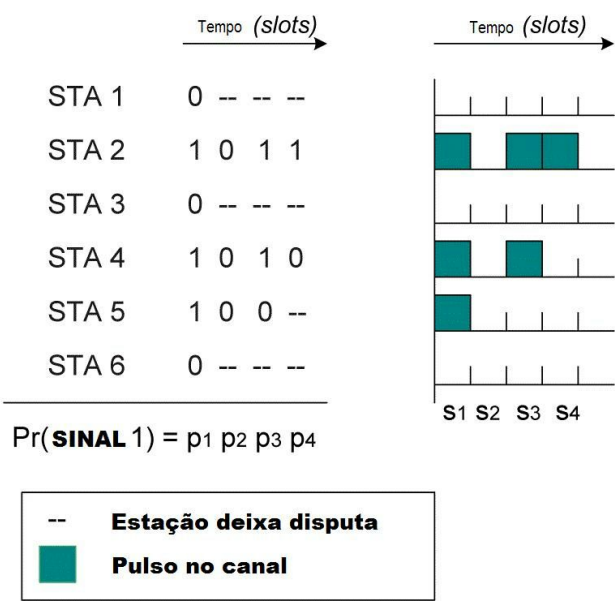 Tempo (slots)
Tempo (slots)
STA 1 0 -- -- --
STA 2 1 0 1 1
STA 3 0 -- -- --
STA 4 1 0 1 0
STA 5 1 0 0 --
STA 6 0 -- -- --
S1 S2 S3 S4
Pr(SINAL 1) = p1 p2 p3 p4
-- Estação deixa disputa
Pulso no canal